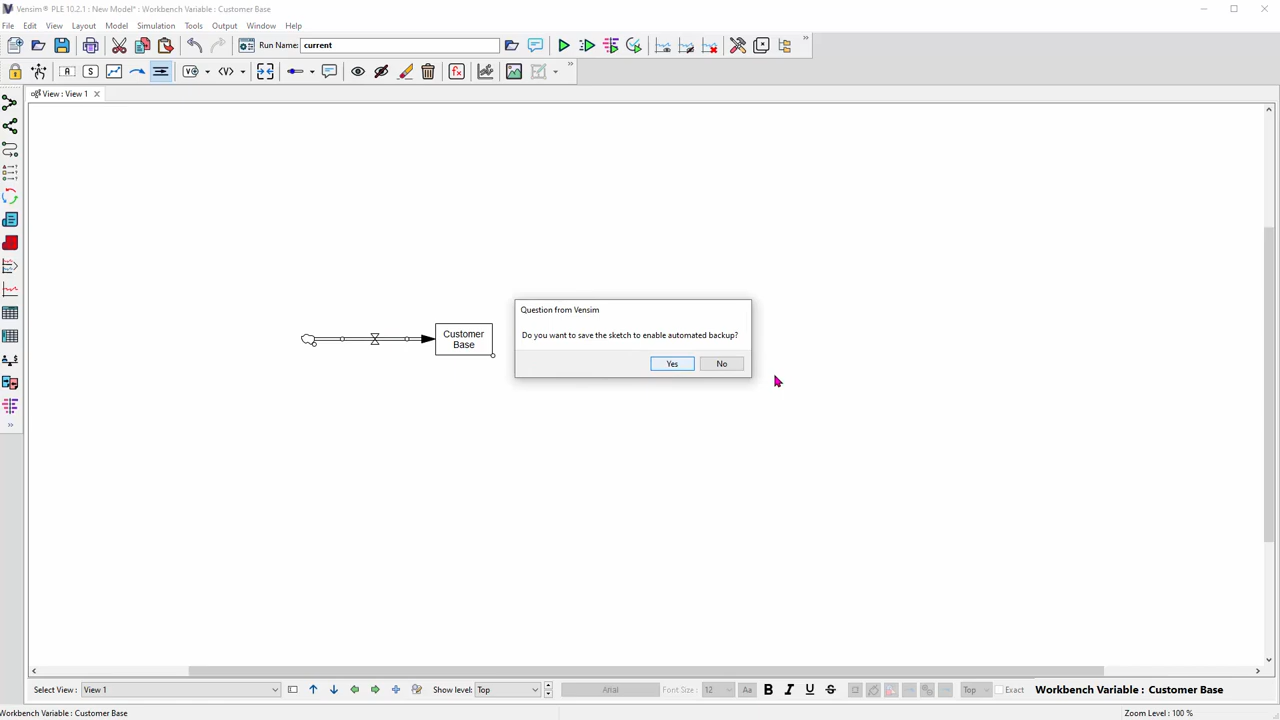 Vensim PLE 10.2.1 : New Model* : Workbench Variable : Customer Base
File Edit View Layout Model Simulation Tools Output Window Help
Run Name: current
View : View 1
Customer
Base
Question from Vensim
Do you want to save the sketch to enable automated backup?
Yes No
Select View : View 1 Show level: Top Arial Font Size : 12 Aa B I U S Top Exact Workbench Variable : Customer Base
Workbench Variable : Customer Base Zoom Level : 100 %